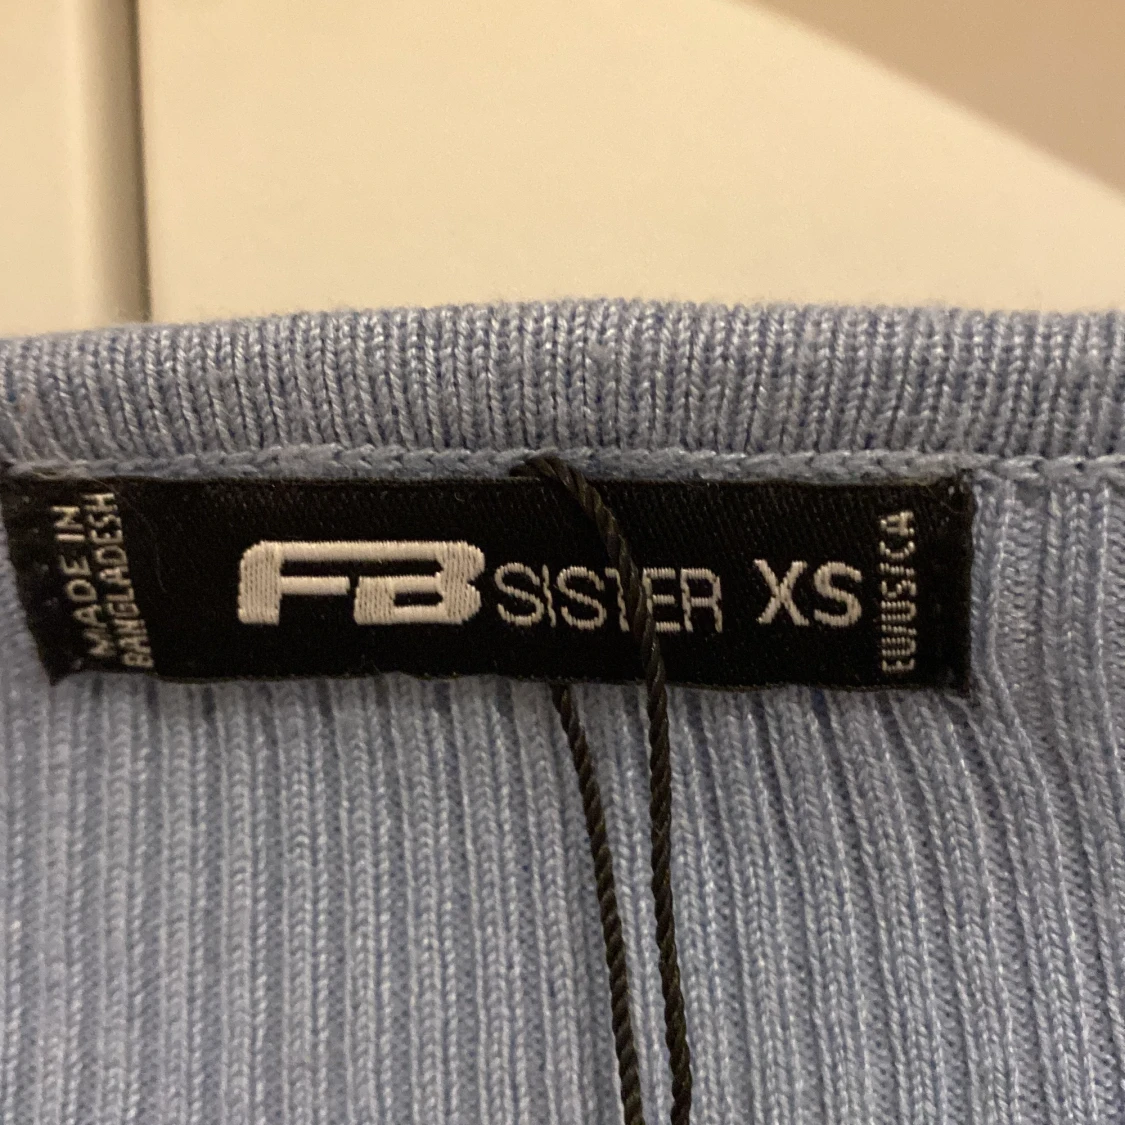 MADE IN
BANGLADESH
FB SISTER XS
EU/US/CA